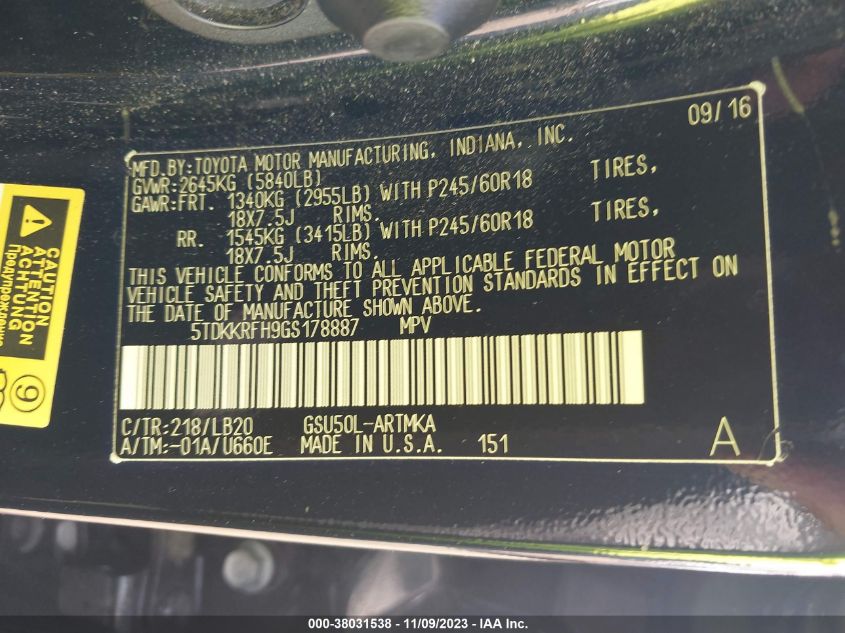 09/16
MFD.BY:TOYOTA MOTOR MANUFACTURING, INDIANA, INC.
GVWR:2645KG (5840LB)
GAWR:FRT. 1340KG (2955LB) WITH P245/60R18 TIRES,
18X7.5J RIMS.
RR. 1545KG (3415LB) WITH P245/60R18 TIRES,
18X7.5J RIMS.
THIS VEHICLE CONFORMS TO ALL APPLICABLE FEDERAL MOTOR
VEHICLE SAFETY AND THEFT PREVENTION STANDARDS IN EFFECT ON
THE DATE OF MANUFACTURE SHOWN ABOVE.
5TDKKRFH9GS178887 MPV
C/TR:218/LB20 GSU50L-ARTMKA
A/TM:-01A/U660E MADE IN U.S.A. 151 A
CAUTION
ATTENTION
ACHTUNG
Предупреждение
9
000-38031538 - 11/09/2023 - IAA Inc.